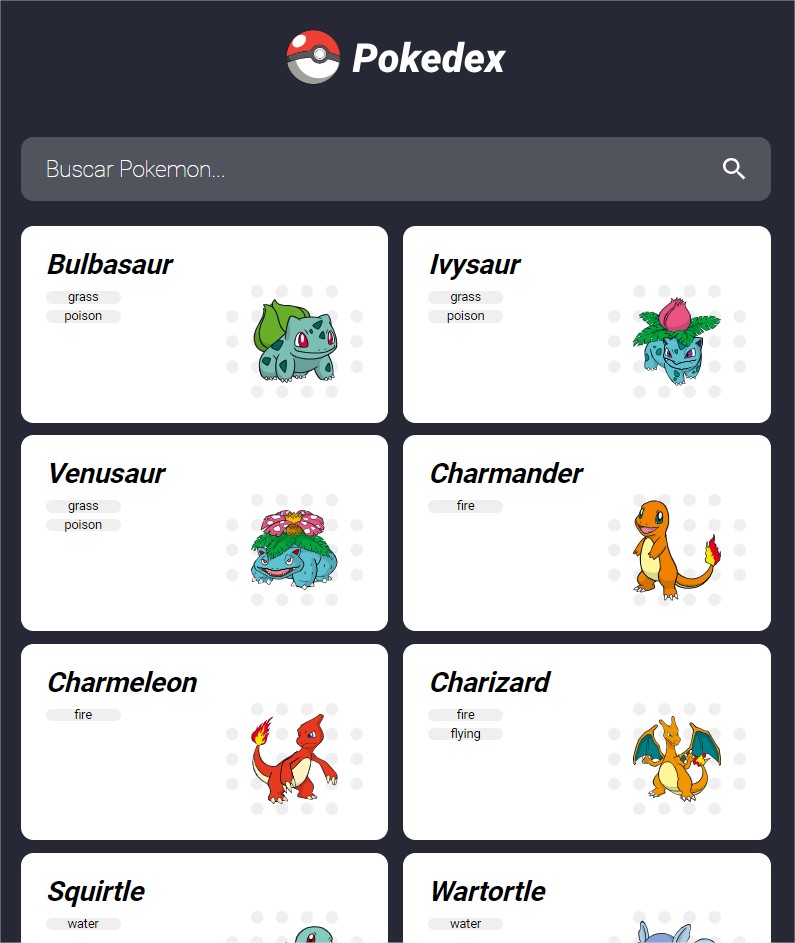 Pokedex
Buscar Pokemon...
Bulbasaur
grass
poison
Ivysaur
grass
poison
Venusaur
grass
poison
Charmander
fire
Charmeleon
fire
Charizard
fire
flying
Squirtle
water
Wartortle
water